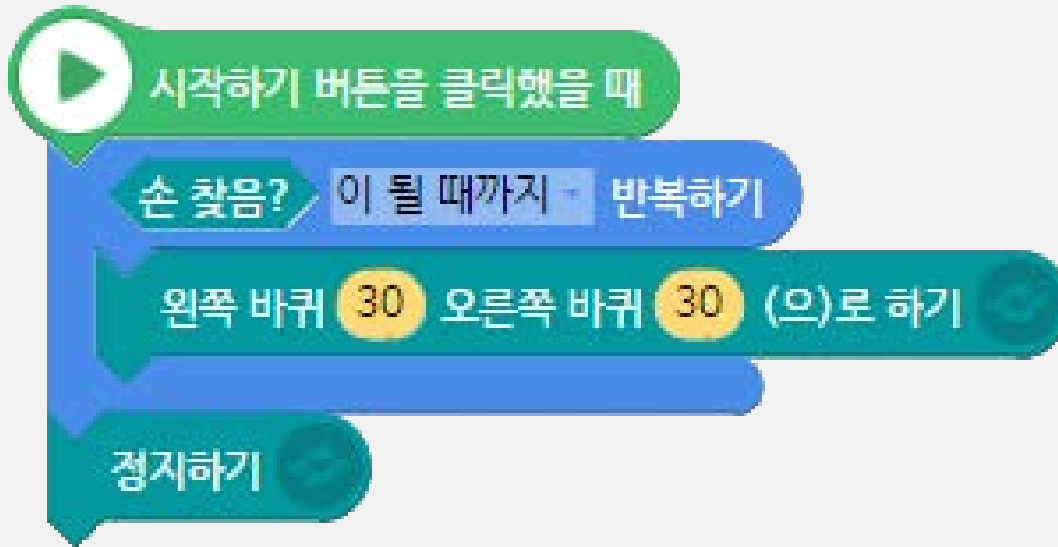 시작하기 버튼을 클릭했을 때
손 찾음? 이 될 때까지 반복하기
왼쪽 바퀴 30 오른쪽 바퀴 30 (으)로 하기
정지하기